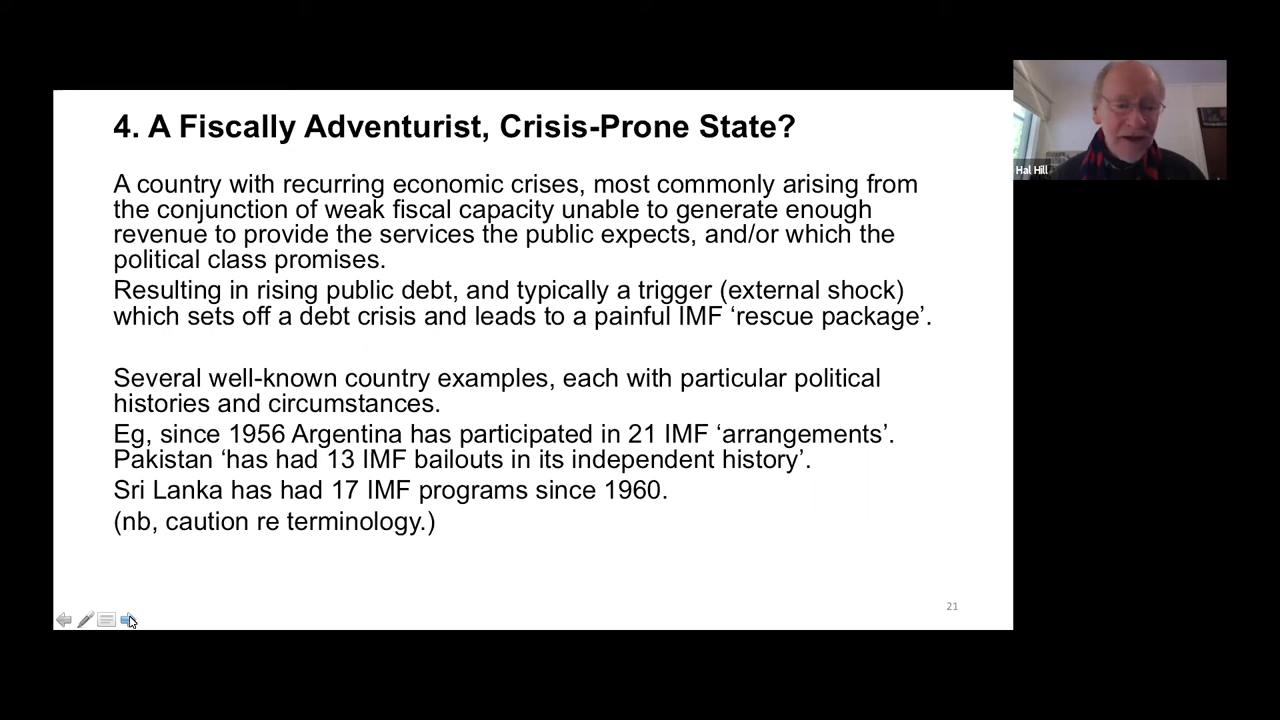 4. A Fiscally Adventurist, Crisis-Prone State?
A country with recurring economic crises, most commonly arising from
the conjunction of weak fiscal capacity unable to generate enough
revenue to provide the services the public expects, and/or which the
political class promises.
Resulting in rising public debt, and typically a trigger (external shock)
which sets off a debt crisis and leads to a painful IMF ‘rescue package’.
Several well-known country examples, each with particular political
histories and circumstances.
Eg, since 1956 Argentina has participated in 21 IMF ‘arrangements’.
Pakistan ‘has had 13 IMF bailouts in its independent history’.
Sri Lanka has had 17 IMF programs since 1960.
(nb, caution re terminology.)
21
Hal Hill